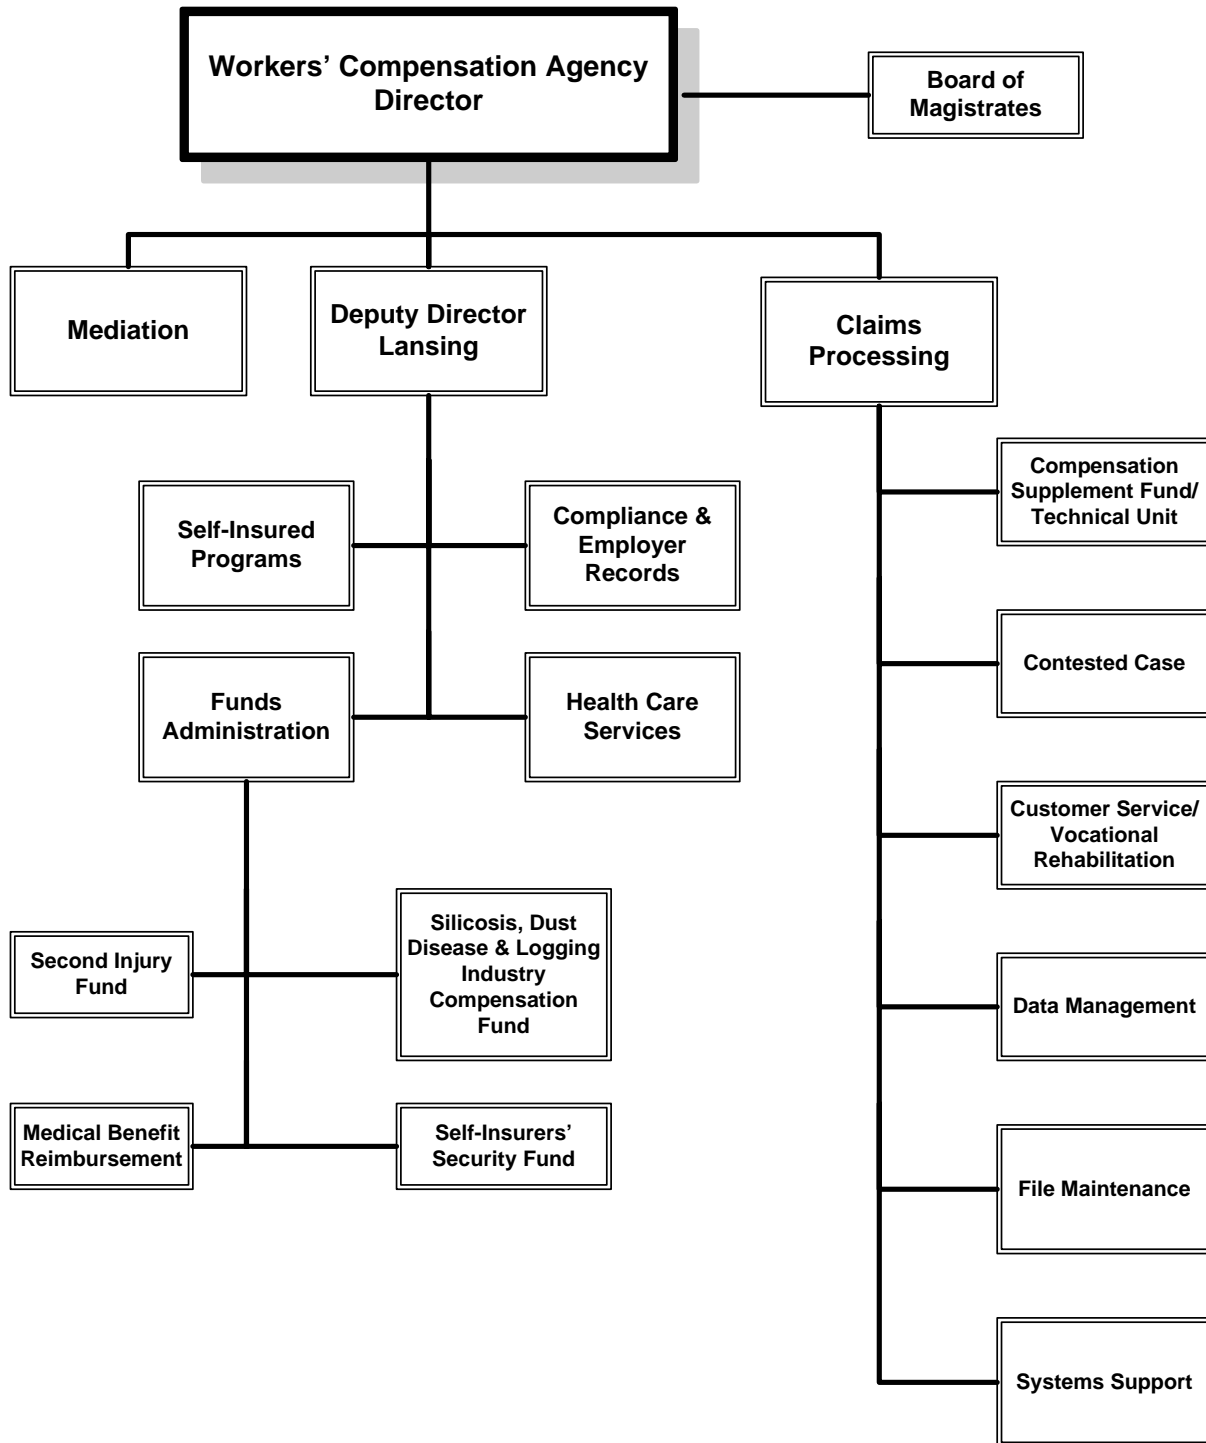 Workers’ Compensation Agency
Director
Board of
Magistrates
Mediation
Deputy Director
Lansing
Claims
Processing
Compensation
Supplement Fund/
Technical Unit
Self-Insured
Programs
Compliance &
Employer
Records
Contested Case
Funds
Administration
Health Care
Services
Customer Service/
Vocational
Rehabilitation
Second Injury
Fund
Silicosis, Dust
Disease & Logging
Industry
Compensation
Fund
Data Management
Medical Benefit
Reimbursement
Self-Insurers’
Security Fund
File Maintenance
Systems Support